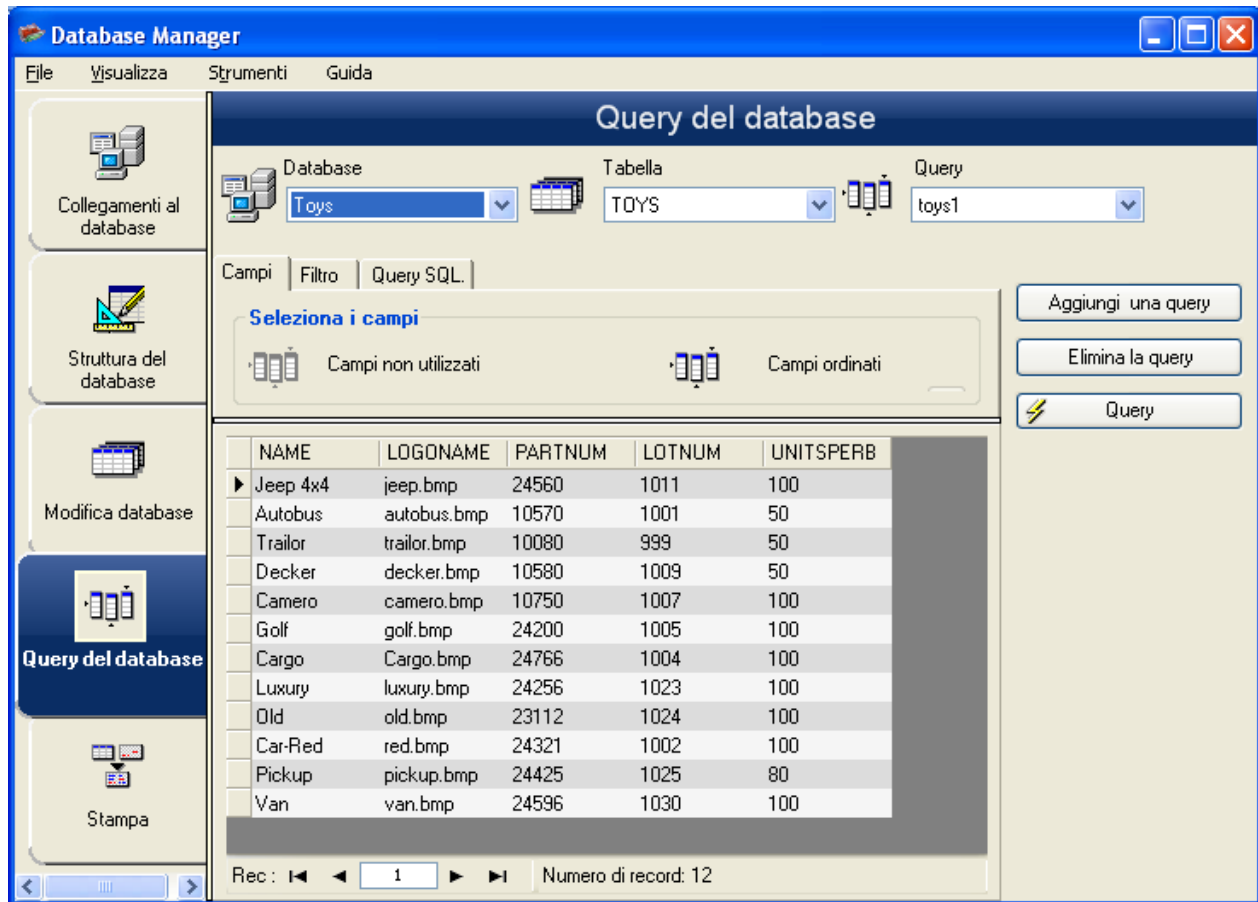 Database Manager
File Visualizza Strumenti Guida
Query del database
Collegamenti al database
Struttura del database
Modifica database
Query del database
Stampa
Database Tabella Query
Toys TOYS toys1
Campi Filtro Query SQL.
Seleziona i campi
Campi non utilizzati Campi ordinati
Aggiungi una query
Elimina la query
Query
NAME LOGONAME PARTNUM LOTNUM UNITSPERB
Jeep 4x4 jeep.bmp 24560 1011 100
Autobus autobus.bmp 10570 1001 50
Trailor trailor.bmp 10080 999 50
Decker decker.bmp 10580 1009 50
Camero camero.bmp 10750 1007 100
Golf golf.bmp 24200 1005 100
Cargo Cargo.bmp 24766 1004 100
Luxury luxury.bmp 24256 1023 100
Old old.bmp 23112 1024 100
Car-Red red.bmp 24321 1002 100
Pickup pickup.bmp 24425 1025 80
Van van.bmp 24596 1030 100
Rec : 1 Numero di record: 12